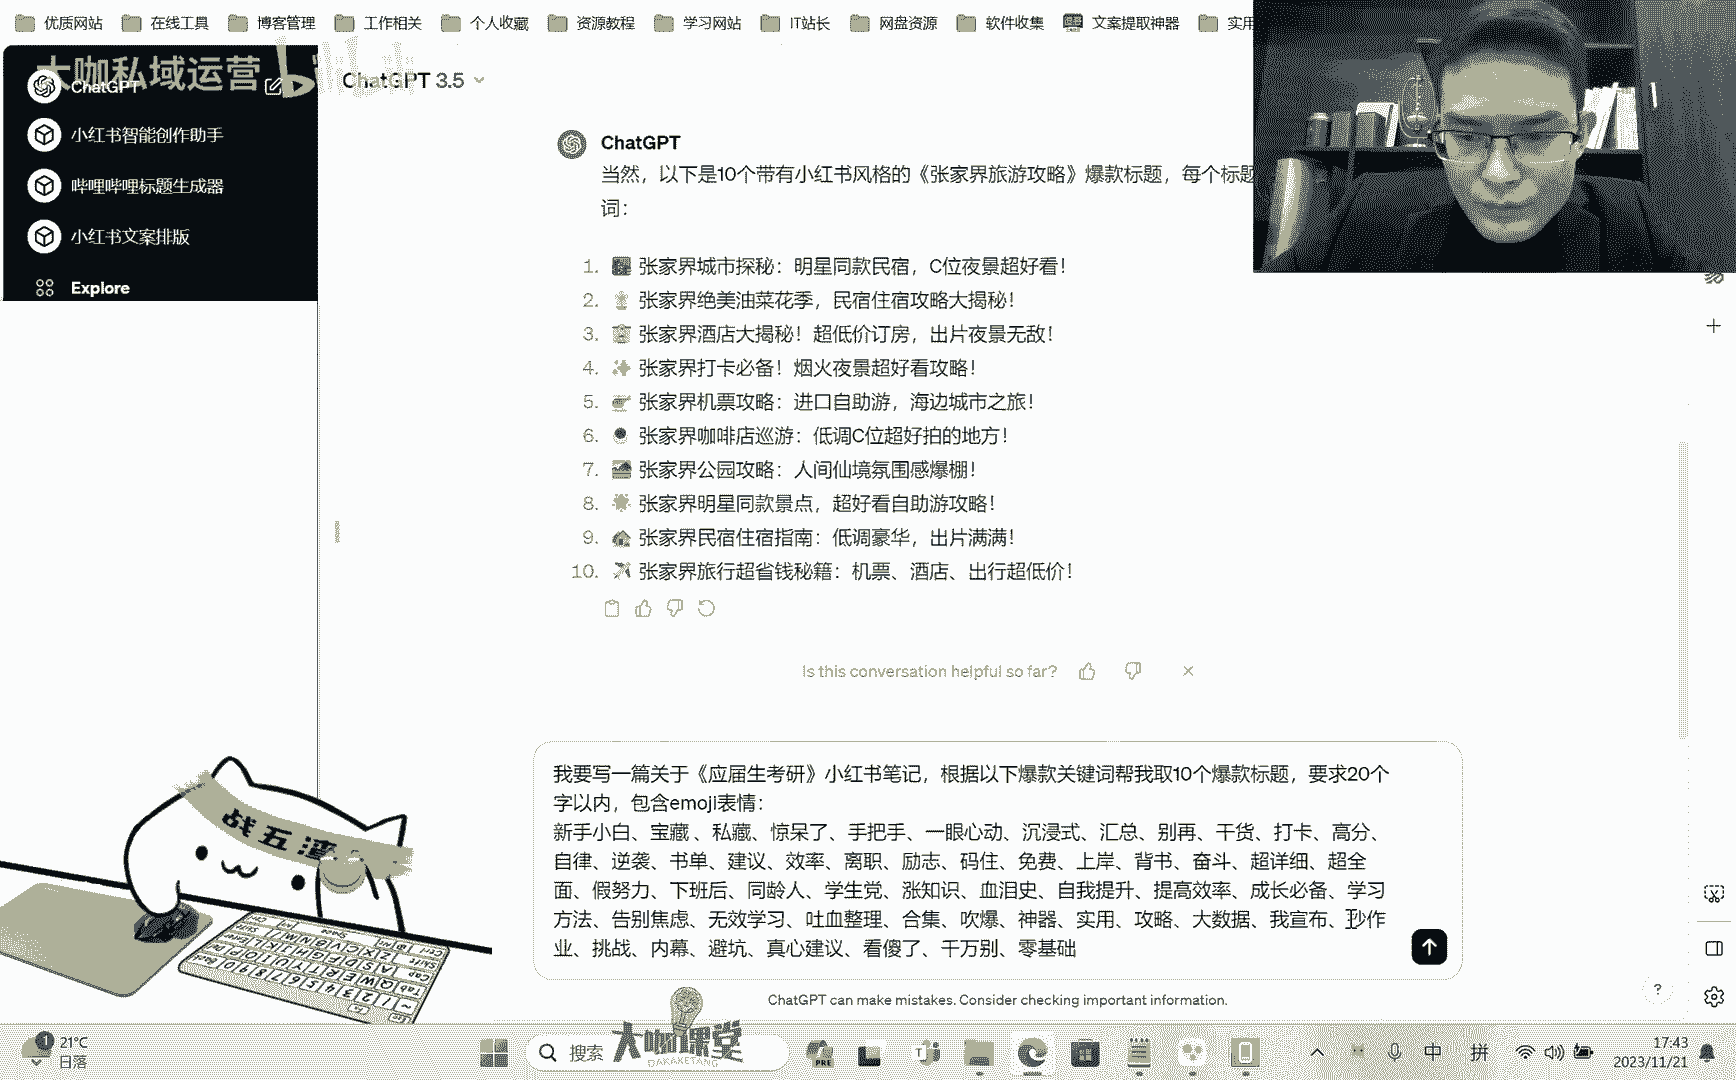 优质网站 在线工具 博客管理 工作相关 个人收藏 资源教程 学习网站 IT站长 网盘资源 软件收集 文案提取神器 实用
大咖私域运营 bilibili
ChatGPT
小红书智能创作助手
哔哩哔哩标题生成器
小红书文案排版
Explore
ChatGPT 3.5
ChatGPT
当然，以下是10个带有小红书风格的《张家界旅游攻略》爆款标题，每个标题
词：
1. 张家界城市探秘：明星同款民宿，C位夜景超好看！
2. 张家界绝美油菜花季，民宿住宿攻略大揭秘！
3. 张家界酒店大揭秘！超低价订房，出片夜景无敌！
4. ✨ 张家界打卡必备！烟火夜景超好看攻略！
5. 张家界机票攻略：进口自助游，海边城市之旅！
6. 张家界咖啡店巡游：低调C位超好拍的地方！
7. 张家界公园攻略：人间仙境氛围感爆棚！
8. 张家界明星同款景点，超好看自助游攻略！
9. 张家界民宿住宿指南：低调豪华，出片满满！
10. 张家界旅行超省钱秘籍：机票、酒店、出行超低价！
Is this conversation helpful so far?
我要写一篇关于《应届生考研》小红书笔记，根据以下爆款关键词帮我取10个爆款标题，要求20个
字以内，包含emoji表情：
新手小白、宝藏 、私藏、惊呆了、手把手、一眼心动、沉浸式、汇总、别再、干货、打卡、高分、
自律、逆袭、书单、建议、效率、离职、励志、码住、免费、上岸、背书、奋斗、超详细、超全
面、假努力、下班后、同龄人、学生党、涨知识、血泪史、自我提升、提高效率、成长必备、学习
方法、告别焦虑、无效学习、吐血整理、合集、吹爆、神器、实用、攻略、大数据、我宣布、抄作
业、挑战、内幕、避坑、真心建议、看傻了、千万别、零基础
ChatGPT can make mistakes. Consider checking important information.
?
战五渣
大咖课堂
DAKAKETANG
1
21°C
日落
搜索
PRE
中 拼
17:43
2023/11/21